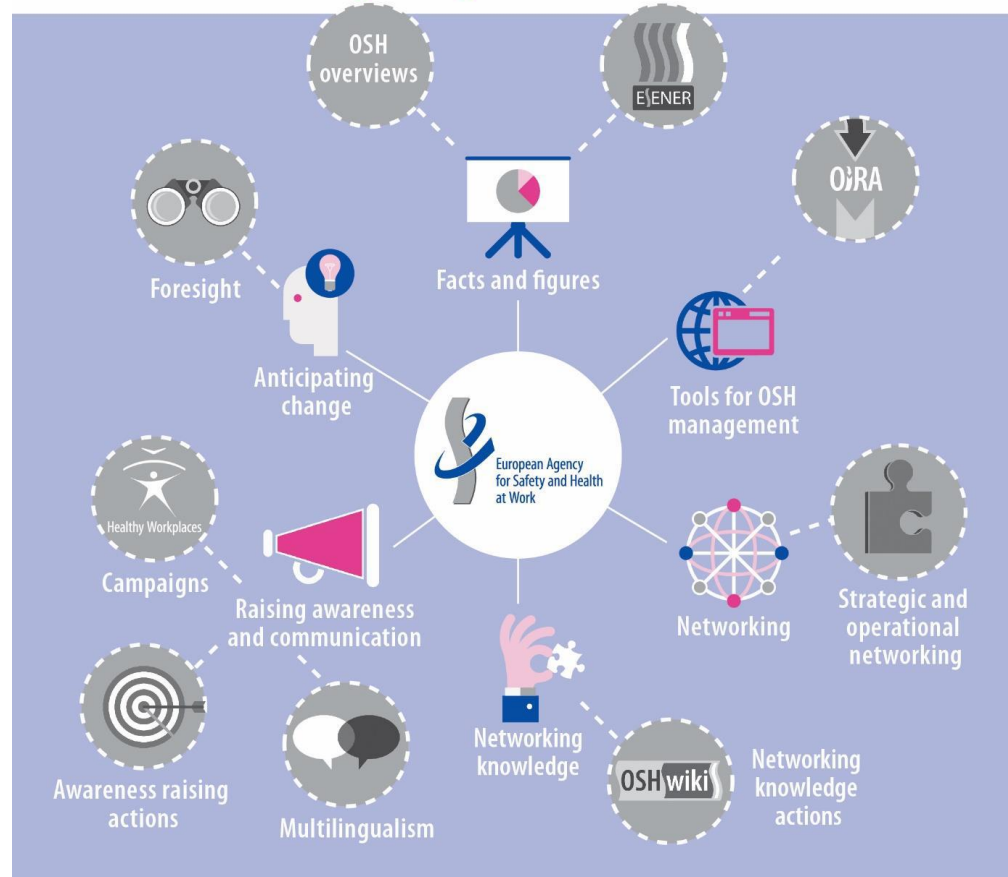 OSH
overviews
ESENER
OiRA
Foresight
Facts and figures
Anticipating
change
Tools for OSH
management
European Agency
for Safety and Health
at Work
Healthy Workplaces
Campaigns
Raising awareness
and communication
Networking
Strategic and
operational
networking
Awareness raising
actions
Multilingualism
Networking
knowledge
OSHwiki
Networking
knowledge
actions